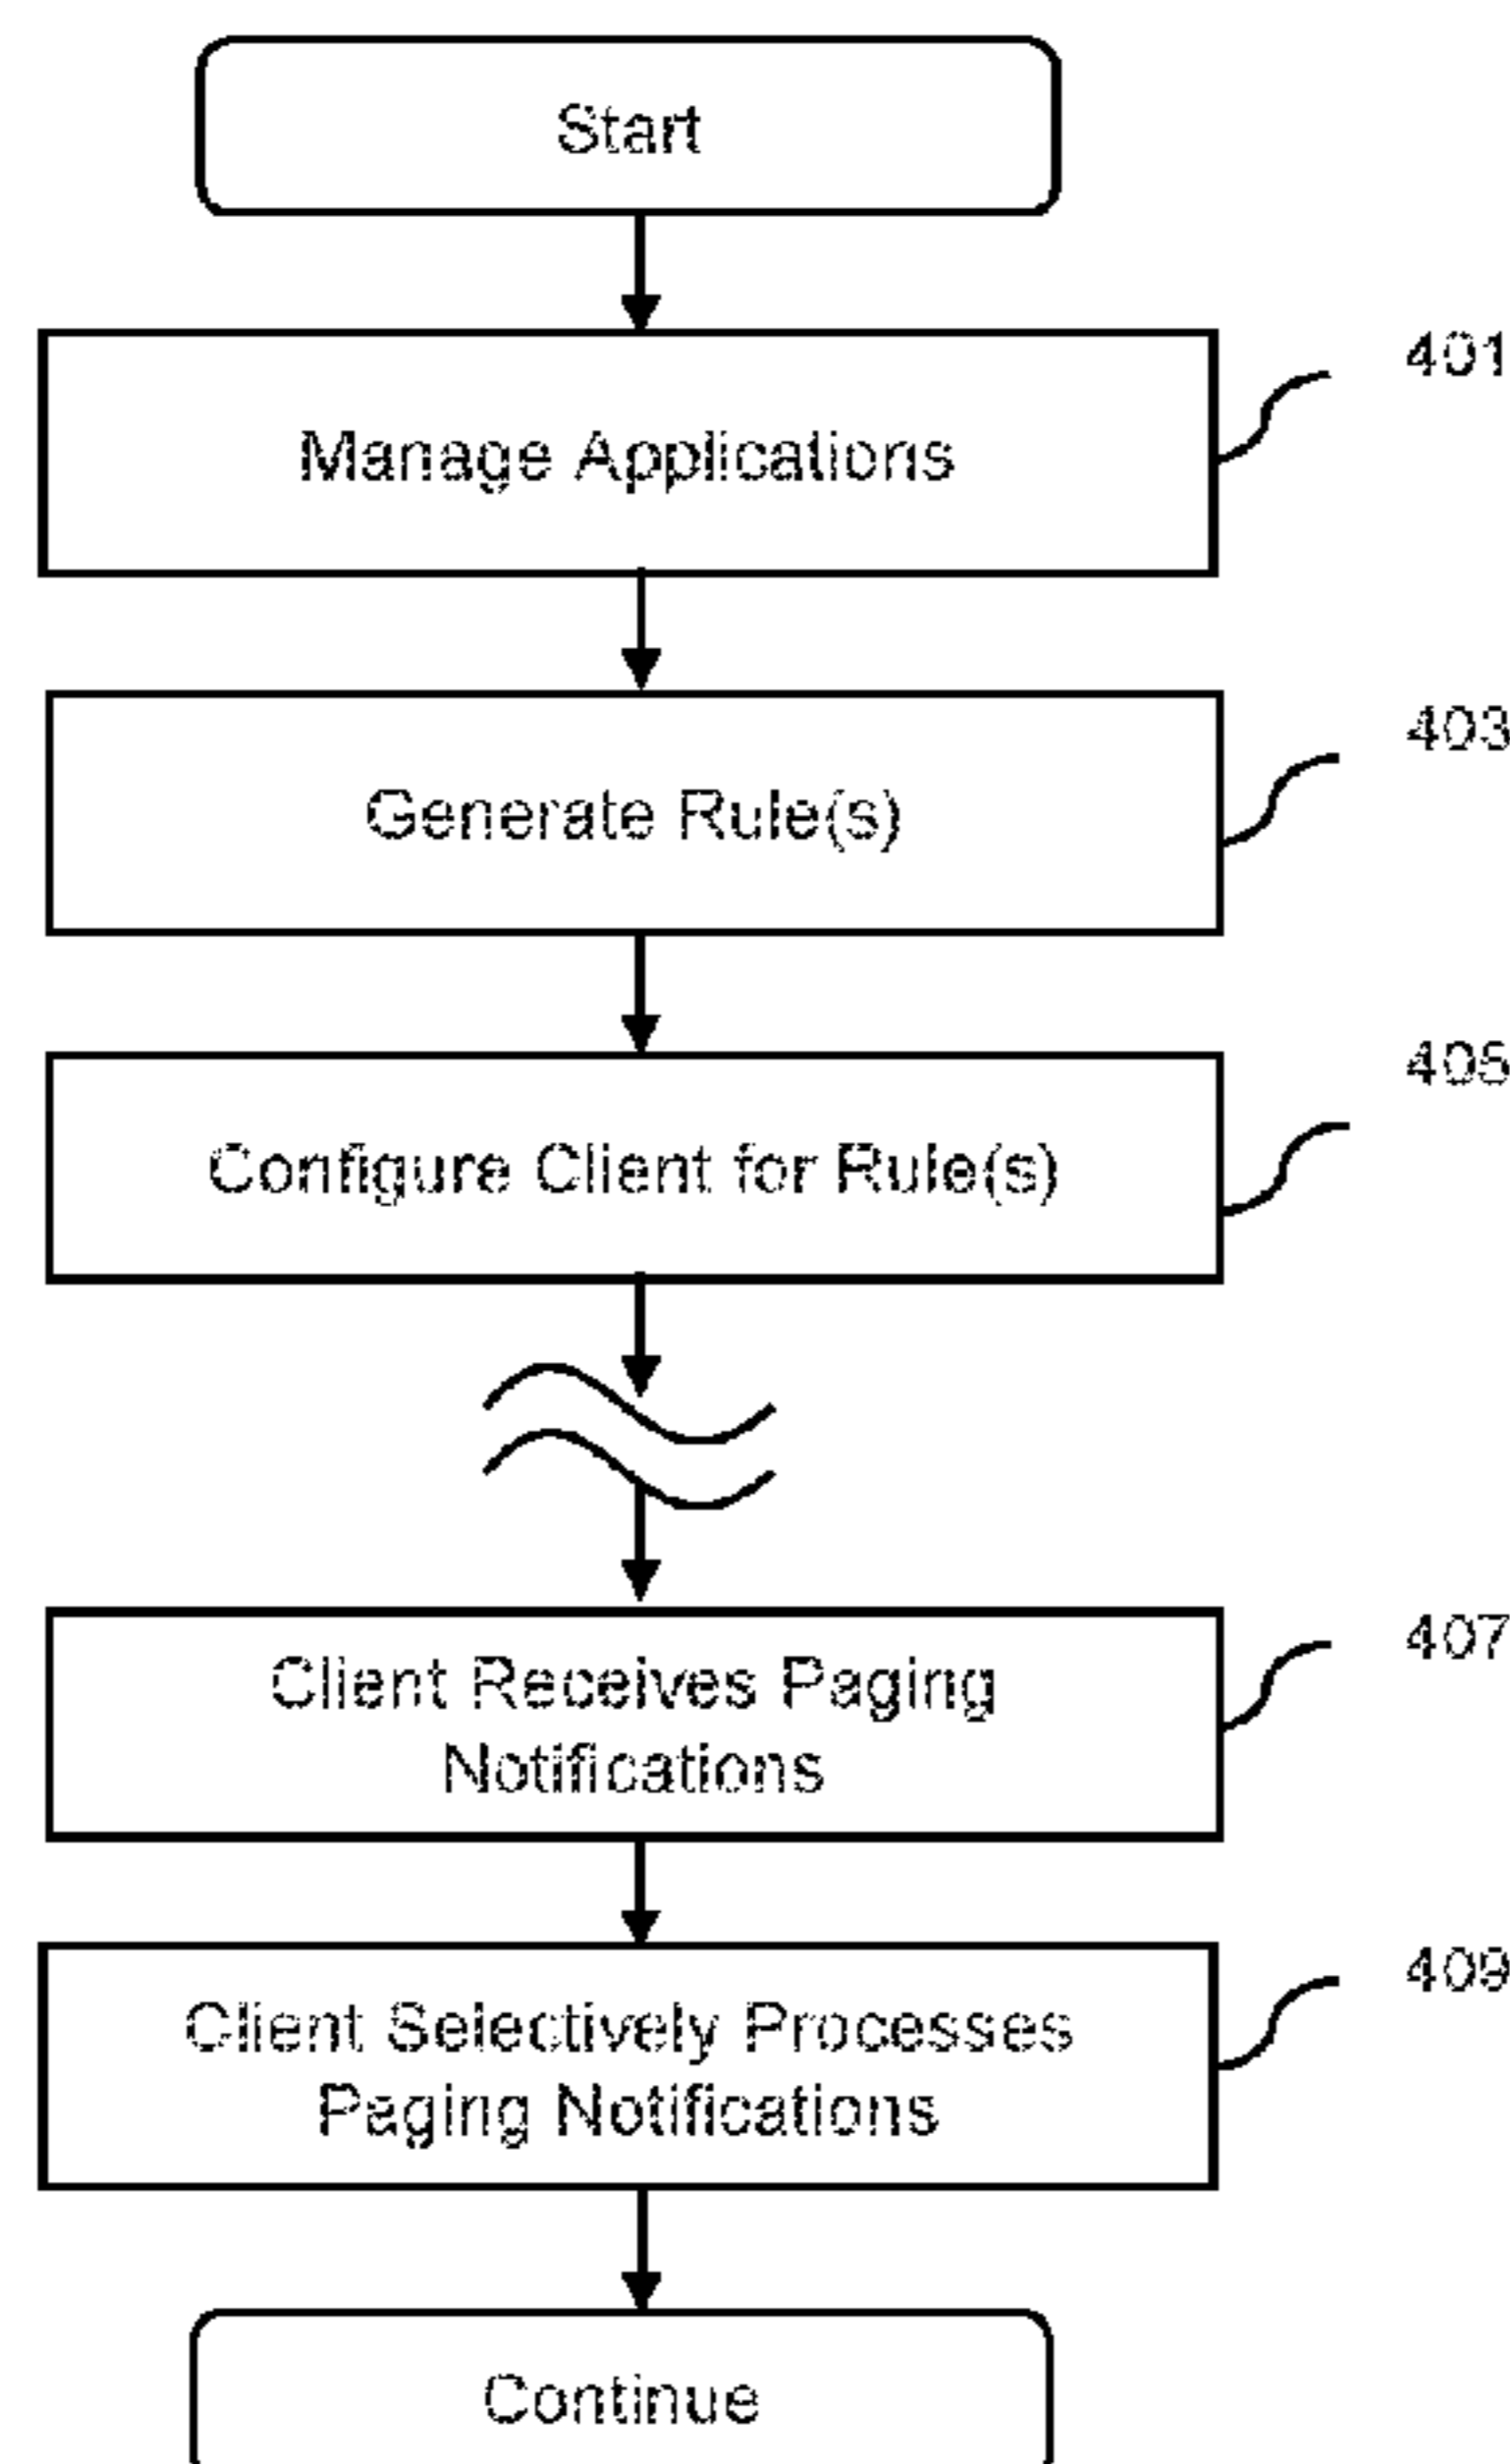 Start
Manage Applications
401
Generate Rule(s)
403
Configure Client for Rule(s)
405
Client Receives Paging
Notifications
407
Client Selectively Processes
Paging Notifications
409
Continue